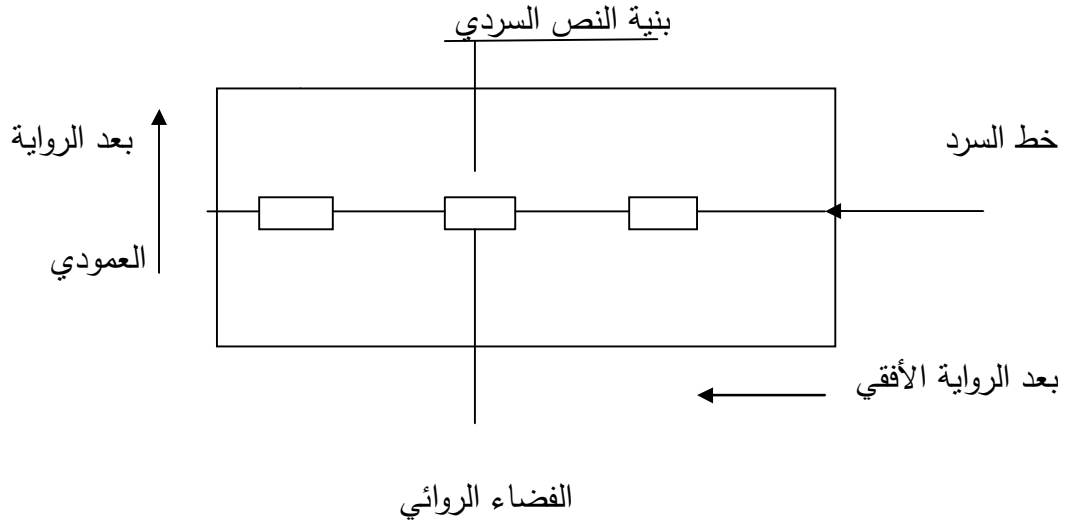 بنية النص السردي
خط السرد
بعد الرواية
العمودي
بعد الرواية الأفقي
الفضاء الروائي